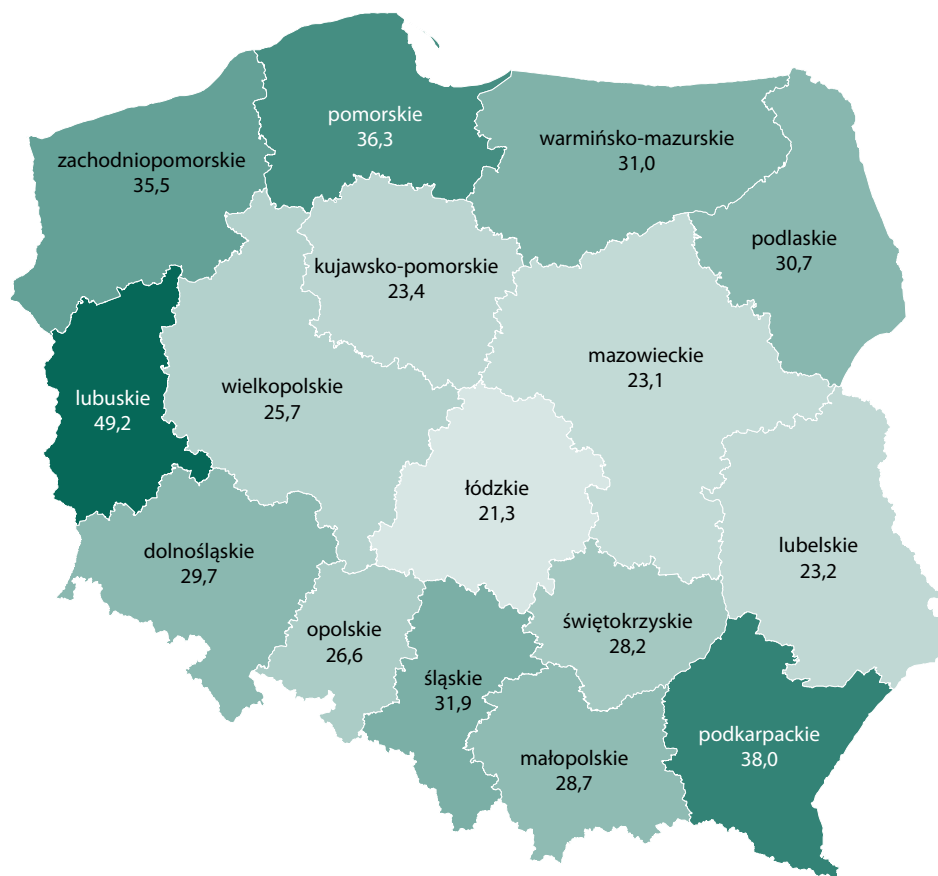 pomorskie
36,3
warmińsko-mazurskie
31,0
zachodniopomorskie
35,5
podlaskie
30,7
kujawsko-pomorskie
23,4
mazowieckie
23,1
lubuskie
49,2
wielkopolskie
25,7
łódzkie
21,3
dolnośląskie
29,7
lubelskie
23,2
opolskie
26,6
świętokrzyskie
28,2
śląskie
31,9
podkarpackie
38,0
małopolskie
28,7